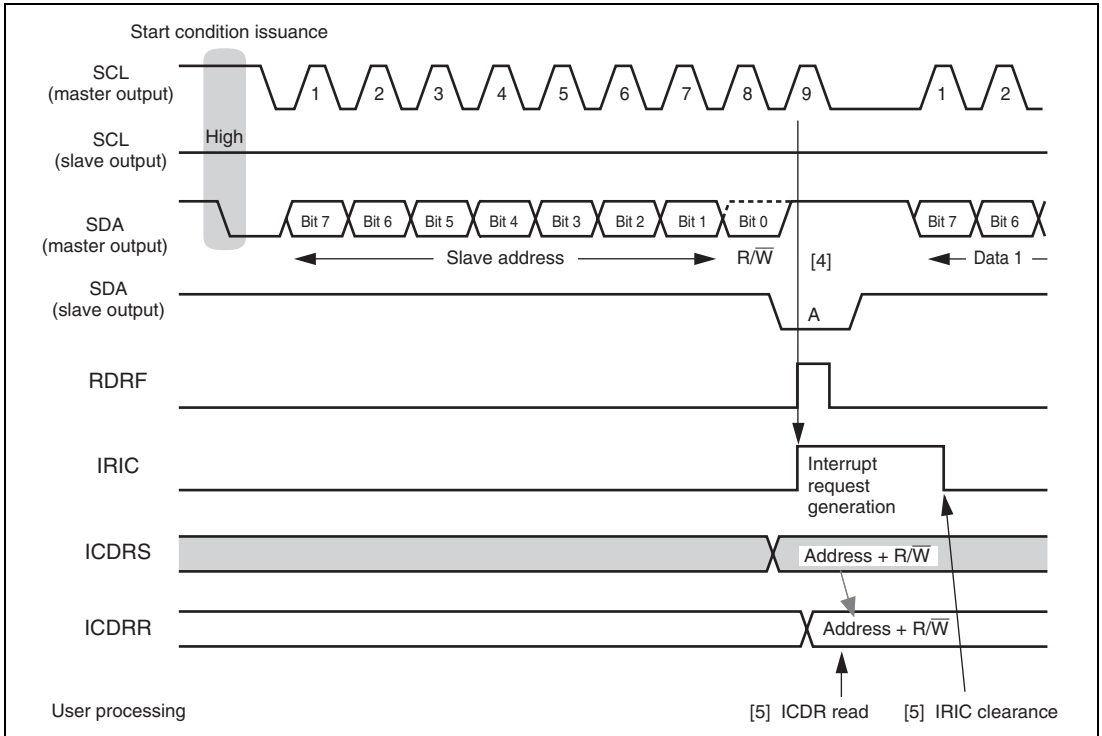 Start condition issuance
SCL
(master output)
1 2 3 4 5 6 7 8 9 1 2
SCL
(slave output)
High
SDA
(master output)
Bit 7 Bit 6 Bit 5 Bit 4 Bit 3 Bit 2 Bit 1 Bit 0 Bit 7 Bit 6
Slave address R/W̅ [4] Data 1
SDA
(slave output)
A
RDRF
IRIC
Interrupt
request
generation
ICDRS
Address + R/W̅
ICDRR
Address + R/W̅
User processing
[5] ICDR read
[5] IRIC clearance